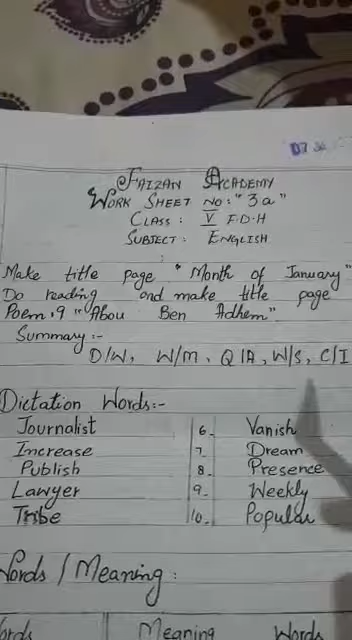 Faizan Academy
Work Sheet No: "3a"
Class: V F.D.H
Subject: English
Make title page "Month of January"
Do reading and make title page
Poem, 9 "Abou Ben Adhem".
Summary:-
D/W, W/M, Q/A, W/S, C/I
Dictation Words:-
Journalist 6. Vanish
Increase 7. Dream
Publish 8. Presence
Lawyer 9. Weekly
Tribe 10. Popular
Words / Meaning:
Words Meaning Words